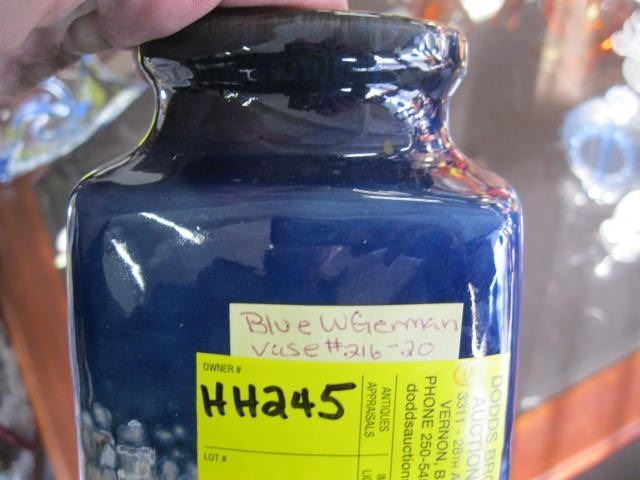 Blue W German
Vase #216-20
OWNER #
HH245
LOT #
ANTIQUES
APPRAISALS
DODDS BRO
AUCTION
3311 - 28TH A
VERNON, B
PHONE 250-54
doddsauction